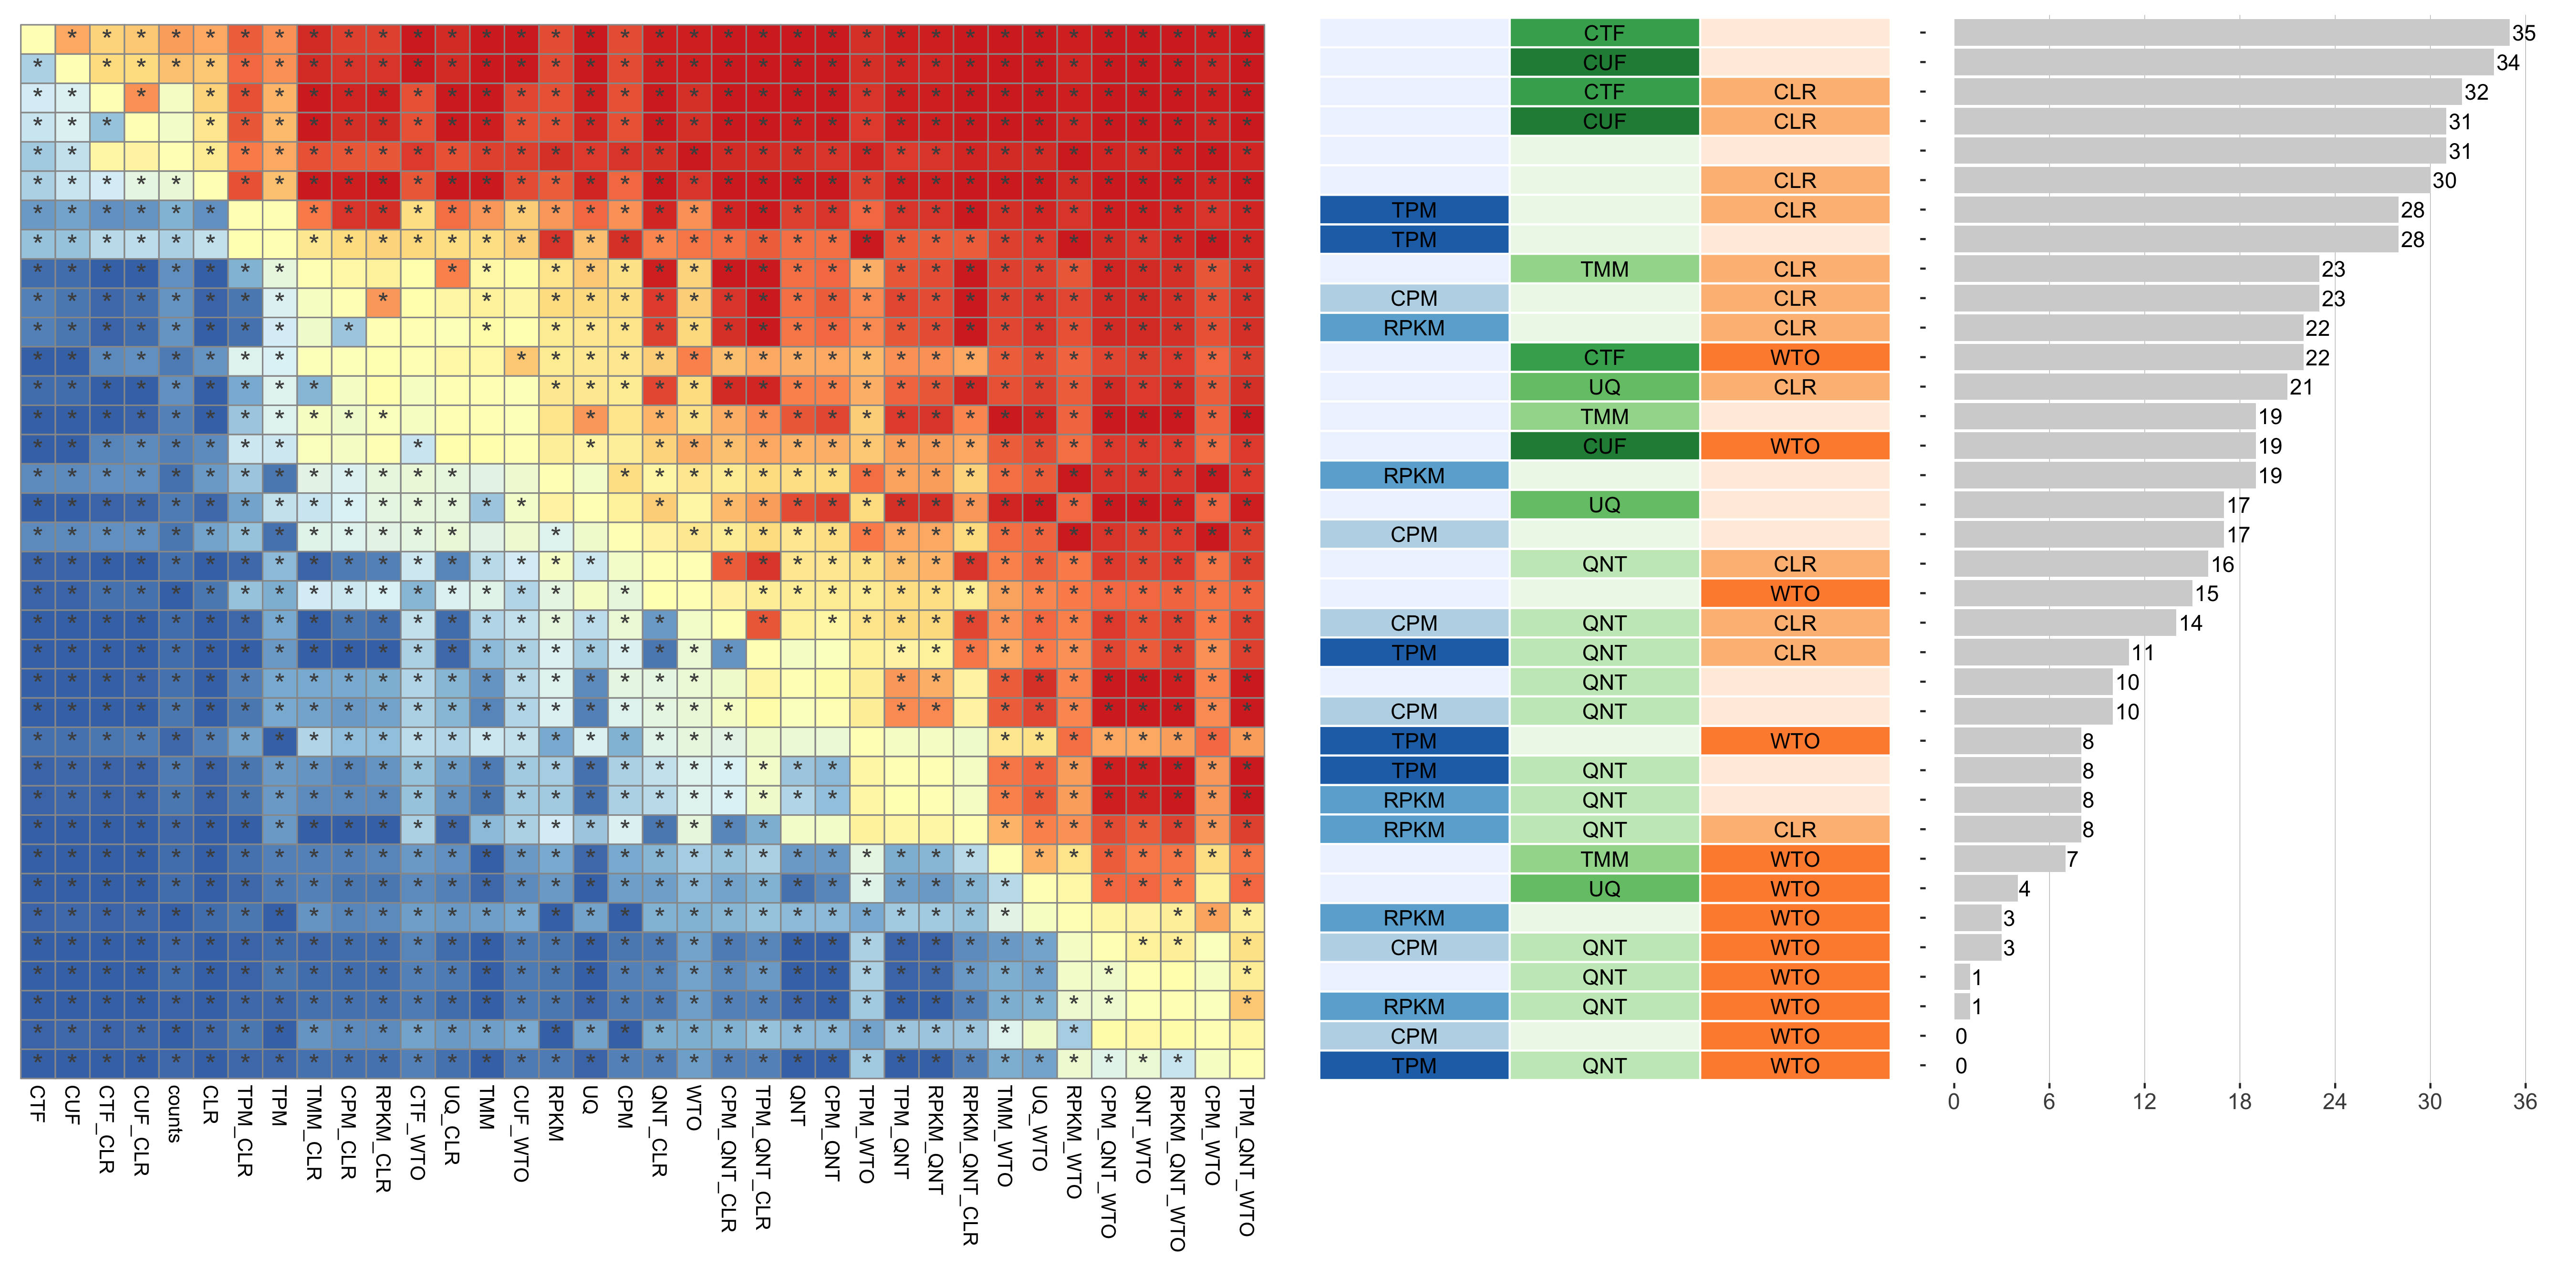 CTF 35
CUF 34
CTF CLR 32
CUF CLR 31
31
CLR 30
TPM CLR 28
TPM 28
TMM CLR 23
CPM CLR 23
RPKM CLR 22
CTF WTO 22
UQ CLR 21
TMM 19
CUF WTO 19
RPKM 19
UQ 17
CPM 17
QNT CLR 16
WTO 15
CPM QNT CLR 14
TPM QNT CLR 11
QNT 10
CPM QNT 10
TPM WTO 8
TPM QNT 8
RPKM QNT 8
RPKM QNT CLR 8
TMM WTO 7
UQ WTO 4
RPKM WTO 3
CPM QNT WTO 3
QNT WTO 1
RPKM QNT WTO 1
CPM WTO 0
TPM QNT WTO 0
CTF
CUF
CTF_CLR
CUF_CLR
counts
CLR
TPM_CLR
TPM
TMM_CLR
CPM_CLR
RPKM_CLR
CTF_WTO
UQ_CLR
TMM
CUF_WTO
RPKM
UQ
CPM
QNT_CLR
WTO
CPM_QNT_CLR
TPM_QNT_CLR
QNT
CPM_QNT
TPM_WTO
TPM_QNT
RPKM_QNT
RPKM_QNT_CLR
TMM_WTO
UQ_WTO
RPKM_WTO
CPM_QNT_WTO
QNT_WTO
RPKM_QNT_WTO
CPM_WTO
TPM_QNT_WTO
0 6 12 18 24 30 36